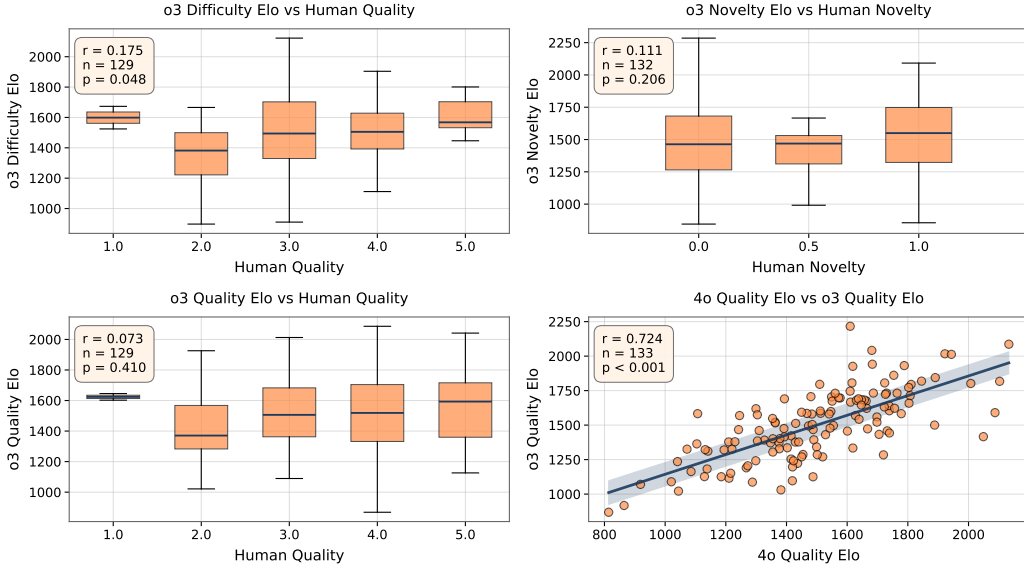 o3 Difficulty Elo vs Human Quality
r = 0.175
n = 129
p = 0.048
o3 Difficulty Elo
2000
1800
1600
1400
1200
1000
1.0 2.0 3.0 4.0 5.0
Human Quality
o3 Novelty Elo vs Human Novelty
r = 0.111
n = 132
p = 0.206
o3 Novelty Elo
2250
2000
1750
1500
1250
1000
0.0 0.5 1.0
Human Novelty
o3 Quality Elo vs Human Quality
r = 0.073
n = 129
p = 0.410
o3 Quality Elo
2000
1800
1600
1400
1200
1000
1.0 2.0 3.0 4.0 5.0
Human Quality
4o Quality Elo vs o3 Quality Elo
r = 0.724
n = 133
p < 0.001
o3 Quality Elo
2250
2000
1750
1500
1250
1000
800 1000 1200 1400 1600 1800 2000
4o Quality Elo